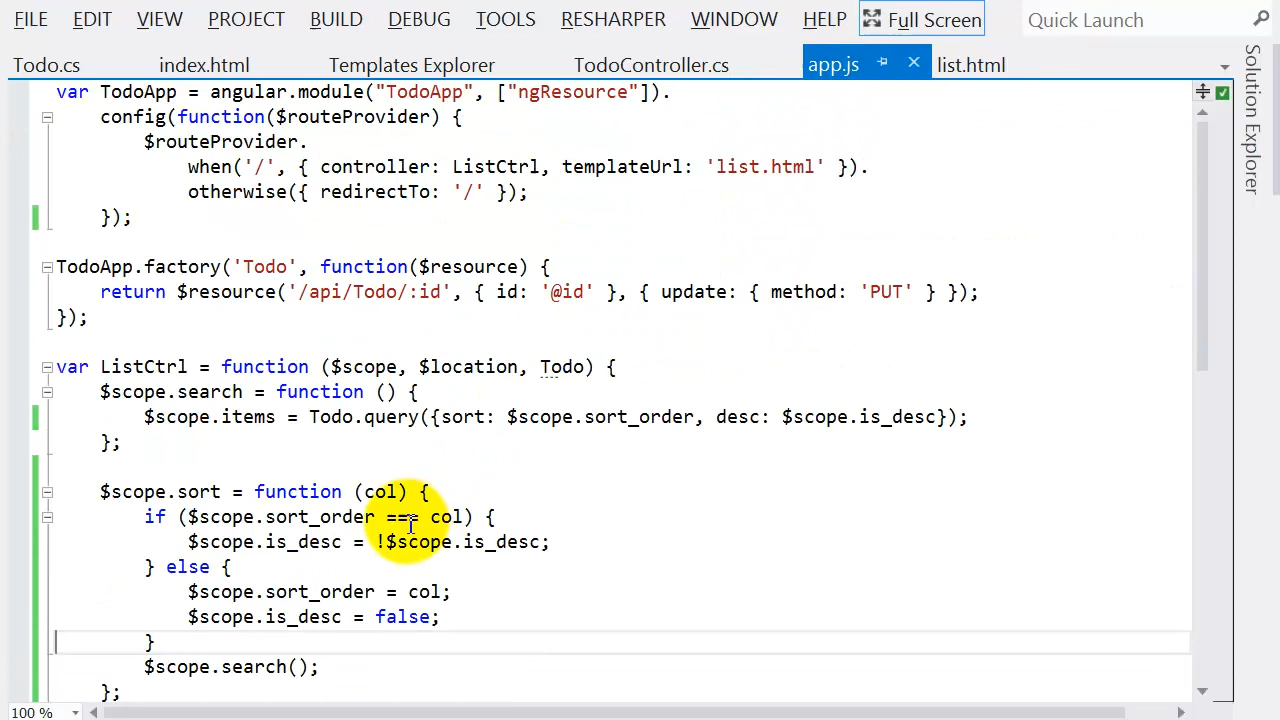 FILE EDIT VIEW PROJECT BUILD DEBUG TOOLS RESHARPER WINDOW HELP Full Screen Quick Launch
Todo.cs index.html Templates Explorer TodoController.cs app.js list.html
Solution Explorer
var TodoApp = angular.module("TodoApp", ["ngResource"]).
config(function($routeProvider) {
$routeProvider.
when('/', { controller: ListCtrl, templateUrl: 'list.html' }).
otherwise({ redirectTo: '/' });
});
TodoApp.factory('Todo', function($resource) {
return $resource('/api/Todo/:id', { id: '@id' }, { update: { method: 'PUT' } });
});
var ListCtrl = function ($scope, $location, Todo) {
$scope.search = function () {
$scope.items = Todo.query({sort: $scope.sort_order, desc: $scope.is_desc});
};
$scope.sort = function (col) {
if ($scope.sort_order === col) {
$scope.is_desc = !$scope.is_desc;
} else {
$scope.sort_order = col;
$scope.is_desc = false;
}
$scope.search();
};
100 %